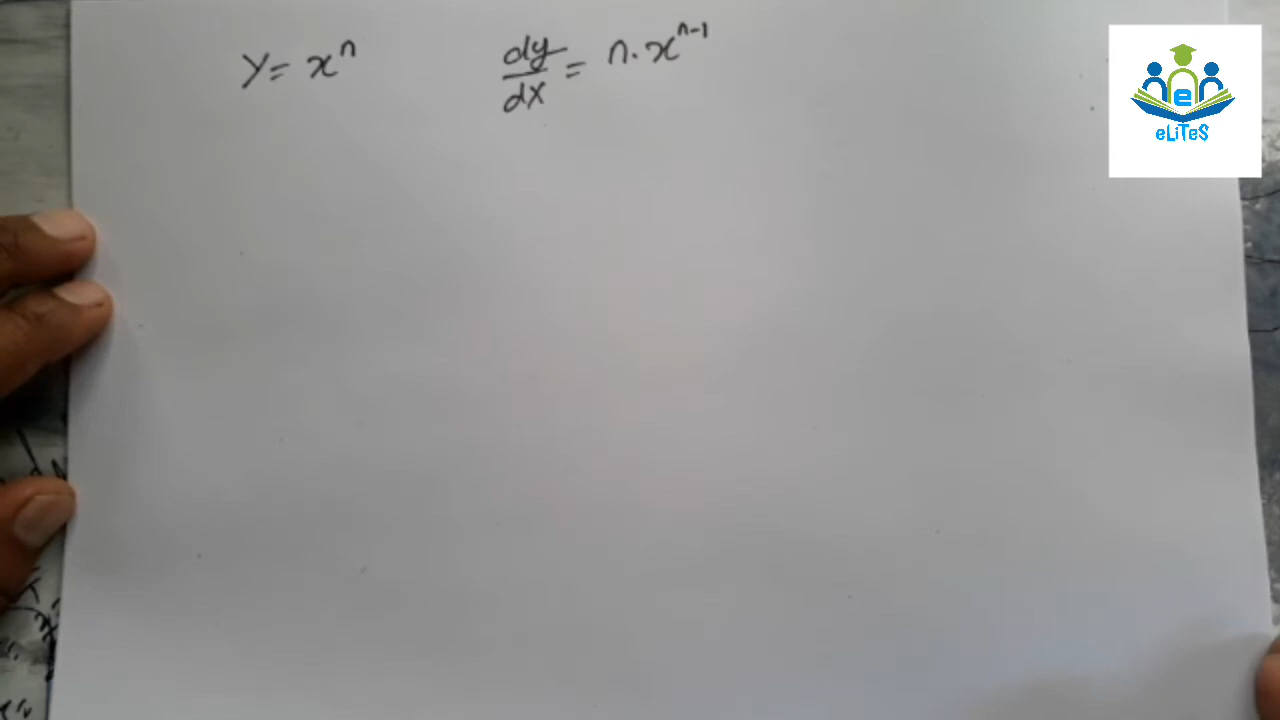 y = x^n dy/dx = n·x^{n-1}
e
eLiTeS